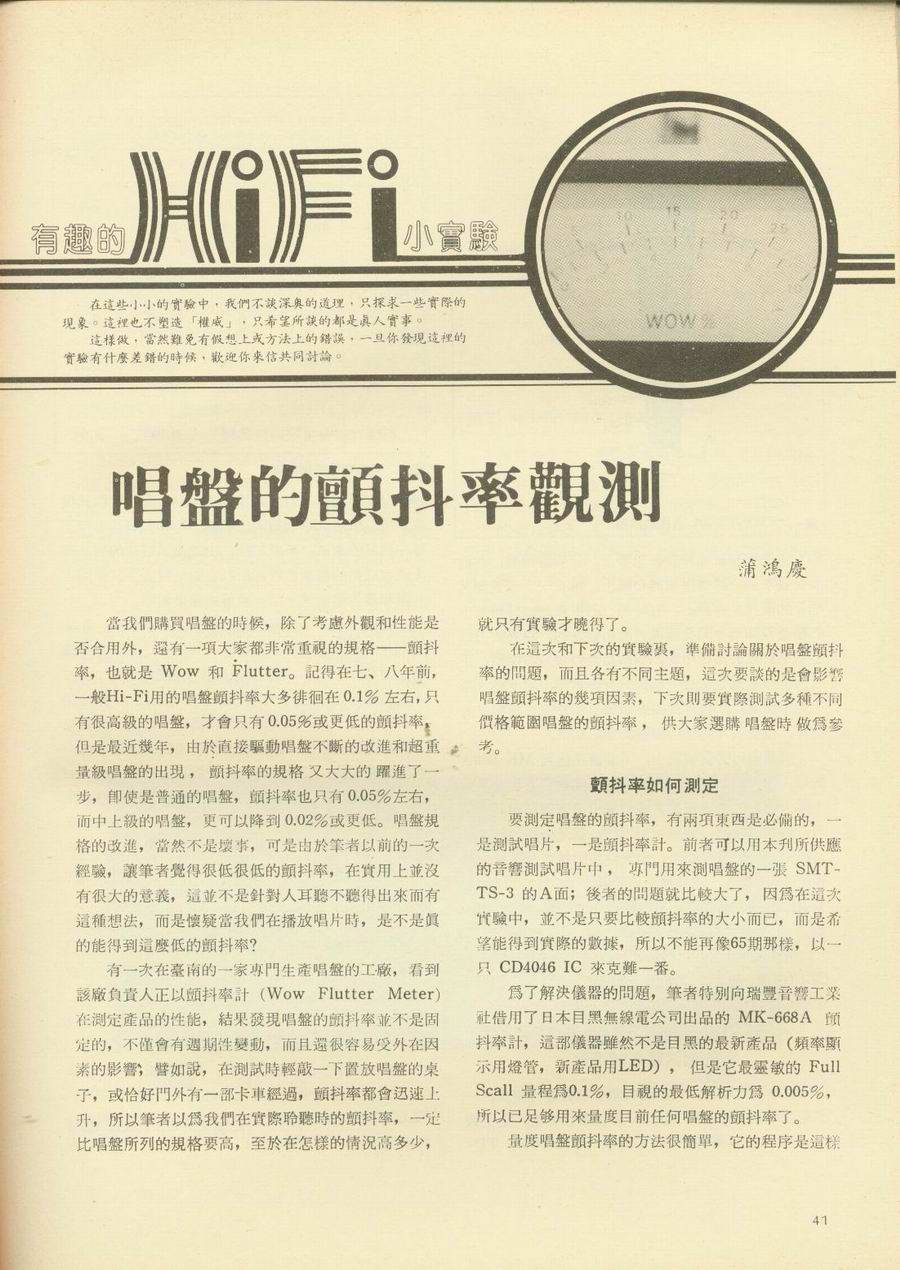 有趣的HiFi小實驗
5 10 15 20 25
WOW %
在這些小小的實驗中，我們不談深奧的道理，只探求一些實際的
現象。這裡也不塑造「權威」，只希望所談的都是眞人實事。
這樣做，當然難免有假想上或方法上的錯誤，一旦你發現這裡的
實驗有什麼差錯的時候，歡迎你來信共同討論。
唱盤的顫抖率觀測
蒲鴻慶
當我們購買唱盤的時候，除了考慮外觀和性能是
否合用外，還有一項大家都非常重視的規格——顫抖
率，也就是 Wow 和 Flutter。記得在七、八年前，
一般Hi-Fi用的唱盤顫抖率大多徘徊在 0.1% 左右，只
有很高級的唱盤，才會只有 0.05%或更低的顫抖率，
但是最近幾年，由於直接驅動唱盤不斷的改進和超重
量級唱盤的出現，顫抖率的規格又大大的躍進了一
步，卽使是普通的唱盤，顫抖率也只有 0.05%左右，
而中上級的唱盤，更可以降到 0.02%或更低。唱盤規
格的改進，當然不是壞事，可是由於筆者以前的一次
經驗，讓筆者覺得很低很低的顫抖率，在實用上並沒
有很大的意義，這並不是針對人耳聽不聽得出來而有
這種想法，而是懷疑當我們在播放唱片時，是不是眞
的能得到這麼低的顫抖率?
有一次在臺南的一家專門生產唱盤的工廠，看到
該廠負責人正以顫抖率計 (Wow Flutter Meter)
在測定產品的性能，結果發現唱盤的顫抖率並不是固
定的，不僅會有週期性變動，而且還很容易受外在因
素的影響；譬如說，在測試時輕敲一下置放唱盤的桌
子，或恰好門外有一部卡車經過，顫抖率都會迅速上
升，所以筆者以爲我們在實際聆聽時的顫抖率，一定
比唱盤所列的規格要高，至於在怎樣的情況高多少，
就只有實驗才曉得了。
在這次和下次的實驗裏，準備討論關於唱盤顫抖
率的問題，而且各有不同主題，這次要談的是會影響
唱盤顫抖率的幾項因素，下次則要實際測試多種不同
價格範圍唱盤的顫抖率，供大家選購唱盤時做爲參
考。
顫抖率如何測定
要測定唱盤的顫抖率，有兩項東西是必備的，一
是測試唱片，一是顫抖率計。前者可以用本刋所供應
的音響測試唱片中，專門用來測唱盤的一張 SMT-
TS-3 的A面；後者的問題就比較大了，因爲在這次
實驗中，並不是只要比較顫抖率的大小而已，而是希
望能得到實際的數據，所以不能再像65期那樣，以一
只 CD4046 IC 來克難一番。
爲了解決儀器的問題，筆者特別向瑞豐音響工業
社借用了日本目黑無線電公司出品的 MK-668A 顫
抖率計，這部儀器雖然不是目黑的最新產品 (頻率顯
示用燈管，新產品用LED)，但是它最靈敏的 Full
Scall 量程爲0.1%，目視的最低解析力爲 0.005%，
所以已足够用來量度目前任何唱盤的顫抖率了。
量度唱盤顫抖率的方法很簡單，它的程序是這樣
41